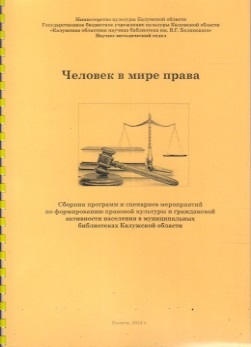 Министерство культуры Калужской области
Государственное бюджетное учреждение культуры Калужской области
«Калужская областная научная библиотека им. В.Г. Белинского»
Научно-методический отдел
Человек в мире права
Сборник программ и сценариев мероприятий
по формированию правовой культуры и гражданской
активности населения в муниципальных
библиотеках Калужской области
Калуга